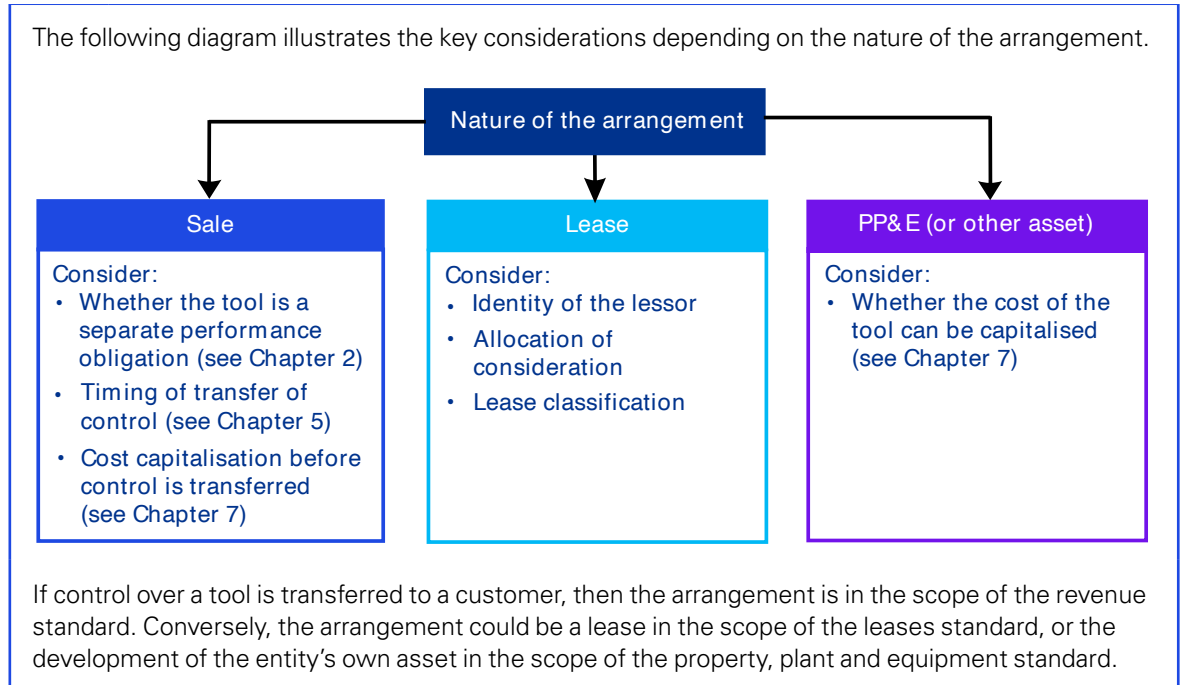 The following diagram illustrates the key considerations depending on the nature of the arrangement.
Nature of the arrangement
Sale
Consider:
• Whether the tool is a
separate performance
obligation (see Chapter 2)
• Timing of transfer of
control (see Chapter 5)
• Cost capitalisation before
control is transferred
(see Chapter 7)
Lease
Consider:
• Identity of the lessor
• Allocation of
consideration
• Lease classification
PP&E (or other asset)
Consider:
• Whether the cost of the
tool can be capitalised
(see Chapter 7)
If control over a tool is transferred to a customer, then the arrangement is in the scope of the revenue
standard. Conversely, the arrangement could be a lease in the scope of the leases standard, or the
development of the entity's own asset in the scope of the property, plant and equipment standard.